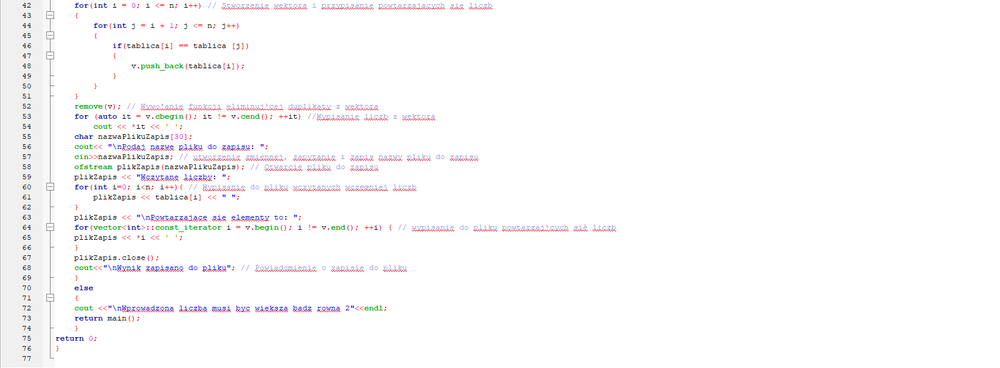 42 for(int i = 0; i <= n; i++) // Stworzenie wektora i przypisanie powtarzajacych sie liczb
43 {
44 for(int j = i + 1; j <= n; j++)
45 {
46 if(tablica[i] == tablica [j])
47 {
48 v.push_back(tablica[i]);
49 }
50 }
51 }
52 remove(v); // Wywo³anie funkcji eliminuj¹cej duplikaty z wektora
53 for (auto it = v.cbegin(); it != v.cend(); ++it) //Wypisanie liczb z wektora
54 cout << *it << ' ';
55 char nazwaPlikuZapis[30];
56 cout<< "\nPodaj nazwe pliku do zapisu: ";
57 cin>>nazwaPlikuZapis; // utworzenie zmiennej, zapytanie i zapis nazwy pliku do zapisu
58 ofstream plikZapis(nazwaPlikuZapis); // Otwarcie pliku do zapisu
59 plikZapis << "Wczytane liczby: ";
60 for(int i=0; i<n; i++){ // Wypisanie do pliku wczytanych wczeœniej liczb
61 plikZapis << tablica[i] << " ";
62 }
63 plikZapis << "\nPowtarzajace sie elementy to: ";
64 for(vector<int>::const_iterator i = v.begin(); i != v.end(); ++i) { // wypisanie do pliku powtarzaj¹cych siê liczb
65 plikZapis << *i << ' ';
66 }
67 plikZapis.close();
68 cout<<"\nWynik zapisano do pliku"; // Powiadomienie o zapisie do pliku
69 }
70 else
71 {
72 cout <<"\nWprowadzona liczba musi byc wieksza badz rowna 2"<<endl;
73 return main();
74 }
75 return 0;
76 }
77